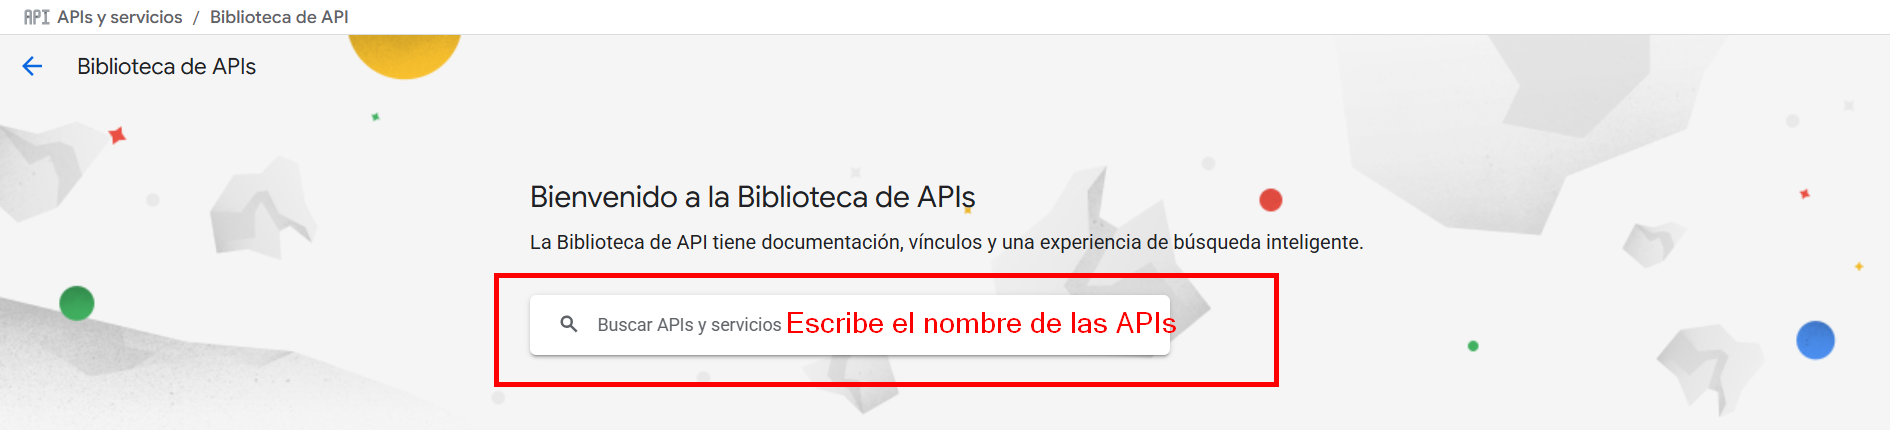 API APIs y servicios / Biblioteca de API
Biblioteca de APIs
Bienvenido a la Biblioteca de APIs
La Biblioteca de API tiene documentación, vínculos y una experiencia de búsqueda inteligente.
Buscar APIs y servicios Escribe el nombre de las APIs